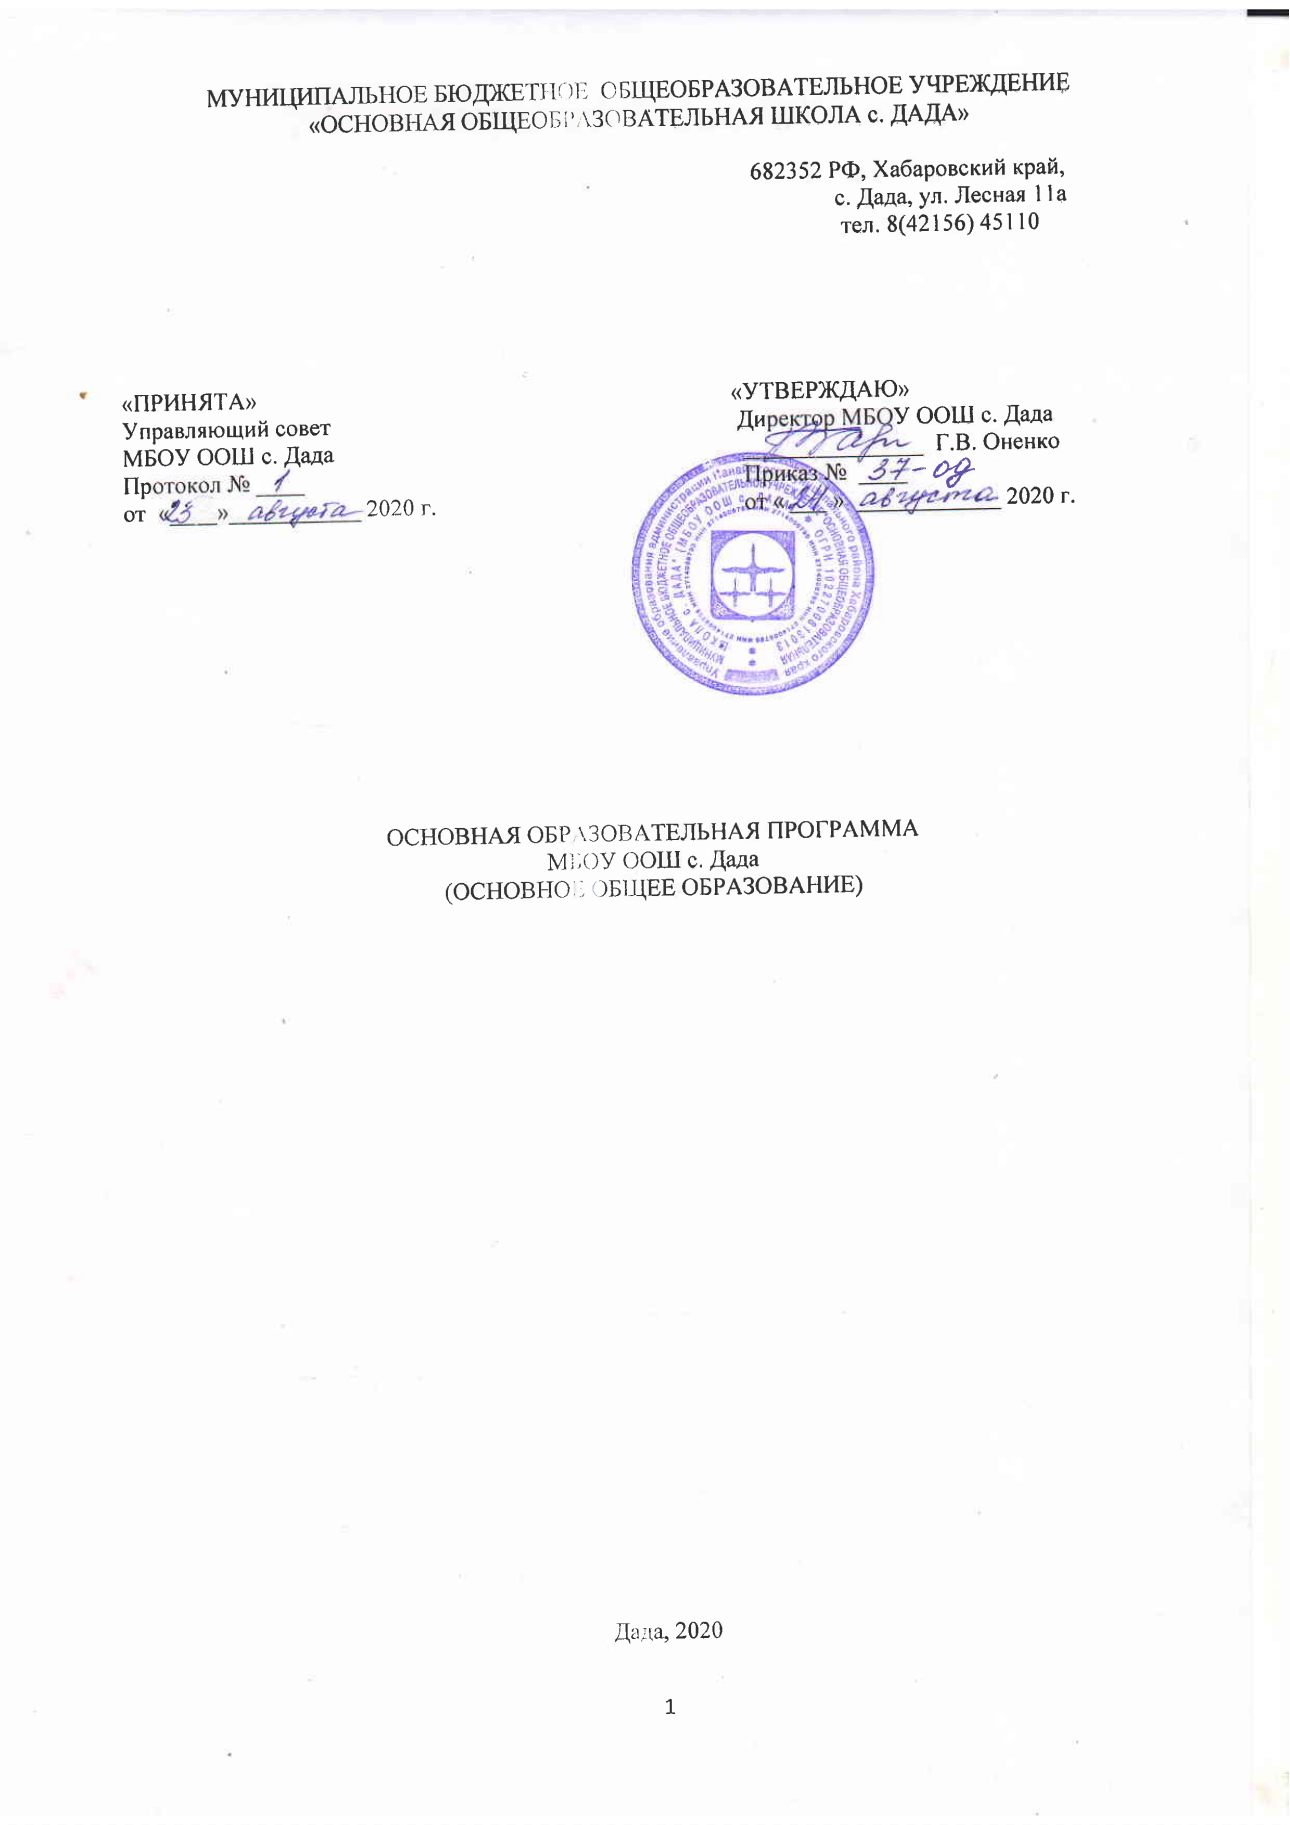 МУНИЦИПАЛЬНОЕ БЮДЖЕТНОЕ ОБЩЕОБРАЗОВАТЕЛЬНОЕ УЧРЕЖДЕНИЕ
«ОСНОВНАЯ ОБЩЕОБРАЗОВАТЕЛЬНАЯ ШКОЛА с. ДАДА»
682352 РФ, Хабаровский край,
с. Дада, ул. Лесная 11а
тел. 8(42156) 45110
«ПРИНЯТА»
Управляющий совет
МБОУ ООШ с. Дада
Протокол № 1
от «23» августа 2020 г.
«УТВЕРЖДАЮ»
Директор МБОУ ООШ с. Дада
Г.В. Оненко
Приказ № 37-од
от « » августа 2020 г.
ОСНОВНАЯ ОБРАЗОВАТЕЛЬНАЯ ПРОГРАММА
МБОУ ООШ с. Дада
(ОСНОВНОЕ ОБЩЕЕ ОБРАЗОВАНИЕ)
Дада, 2020
1